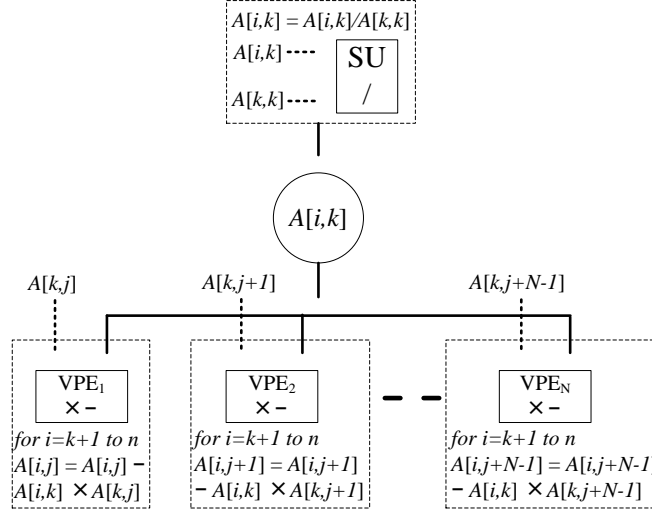 A[i,k] = A[i,k]/A[k,k]
A[i,k]
SU
/
A[k,k]
A[i,k]
A[k,j]
A[k,j+1]
A[k,j+N-1]
VPE₁
× −
for i=k+1 to n
A[i,j] = A[i,j] −
A[i,k] × A[k,j]
VPE₂
× −
for i=k+1 to n
A[i,j+1] = A[i,j+1]
− A[i,k] × A[k,j+1]
VPE_N
× −
for i=k+1 to n
A[i,j+N-1] = A[i,j+N-1]
− A[i,k] × A[k,j+N-1]